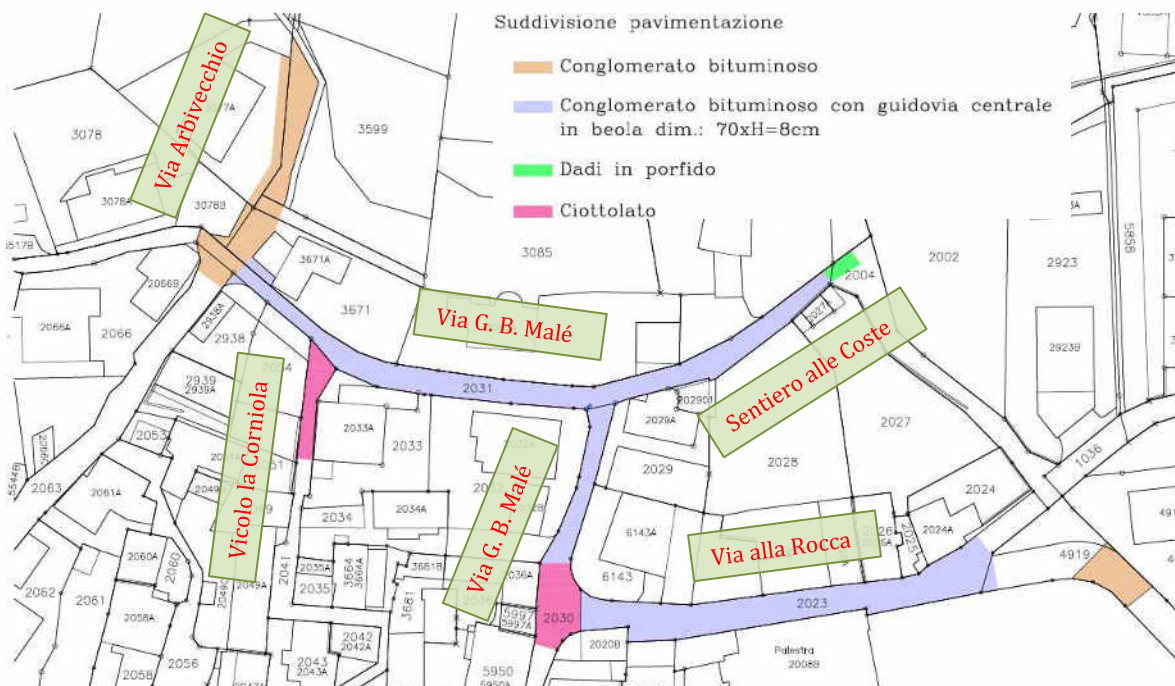 Suddivisione pavimentazione
Conglomerato bituminoso
Conglomerato bituminoso con guidovia centrale
in beola dim.: 70xH=8cm
Dadi in porfido
Ciottolato
Via Arbivecchio
Via G. B. Malé
Sentiero alle Coste
Vicolo la Corniola
Via G. B. Malé
Via alla Rocca
3078
3599
3078A
3078B
3085
2002
2923
5858
2004
3671A
3671
2066B
2066A
2066
2938A
2938
2923B
2031
2939
2939A
2029A
2027
2033A
2033
2053
2029
2028
1036
2063
2061A
2024
2034
2034A
6143A
2024A
2025
4919
2060A
2060
2041
2035A
2035
3664
3664A
3681B
3681
2036A
6143
2023
2062
2061
2049A
5997
5997A
2030
2058A
2042
2042A
2020B
Palestra
2008B
2056
2043
2043A
5950
5950A
2058